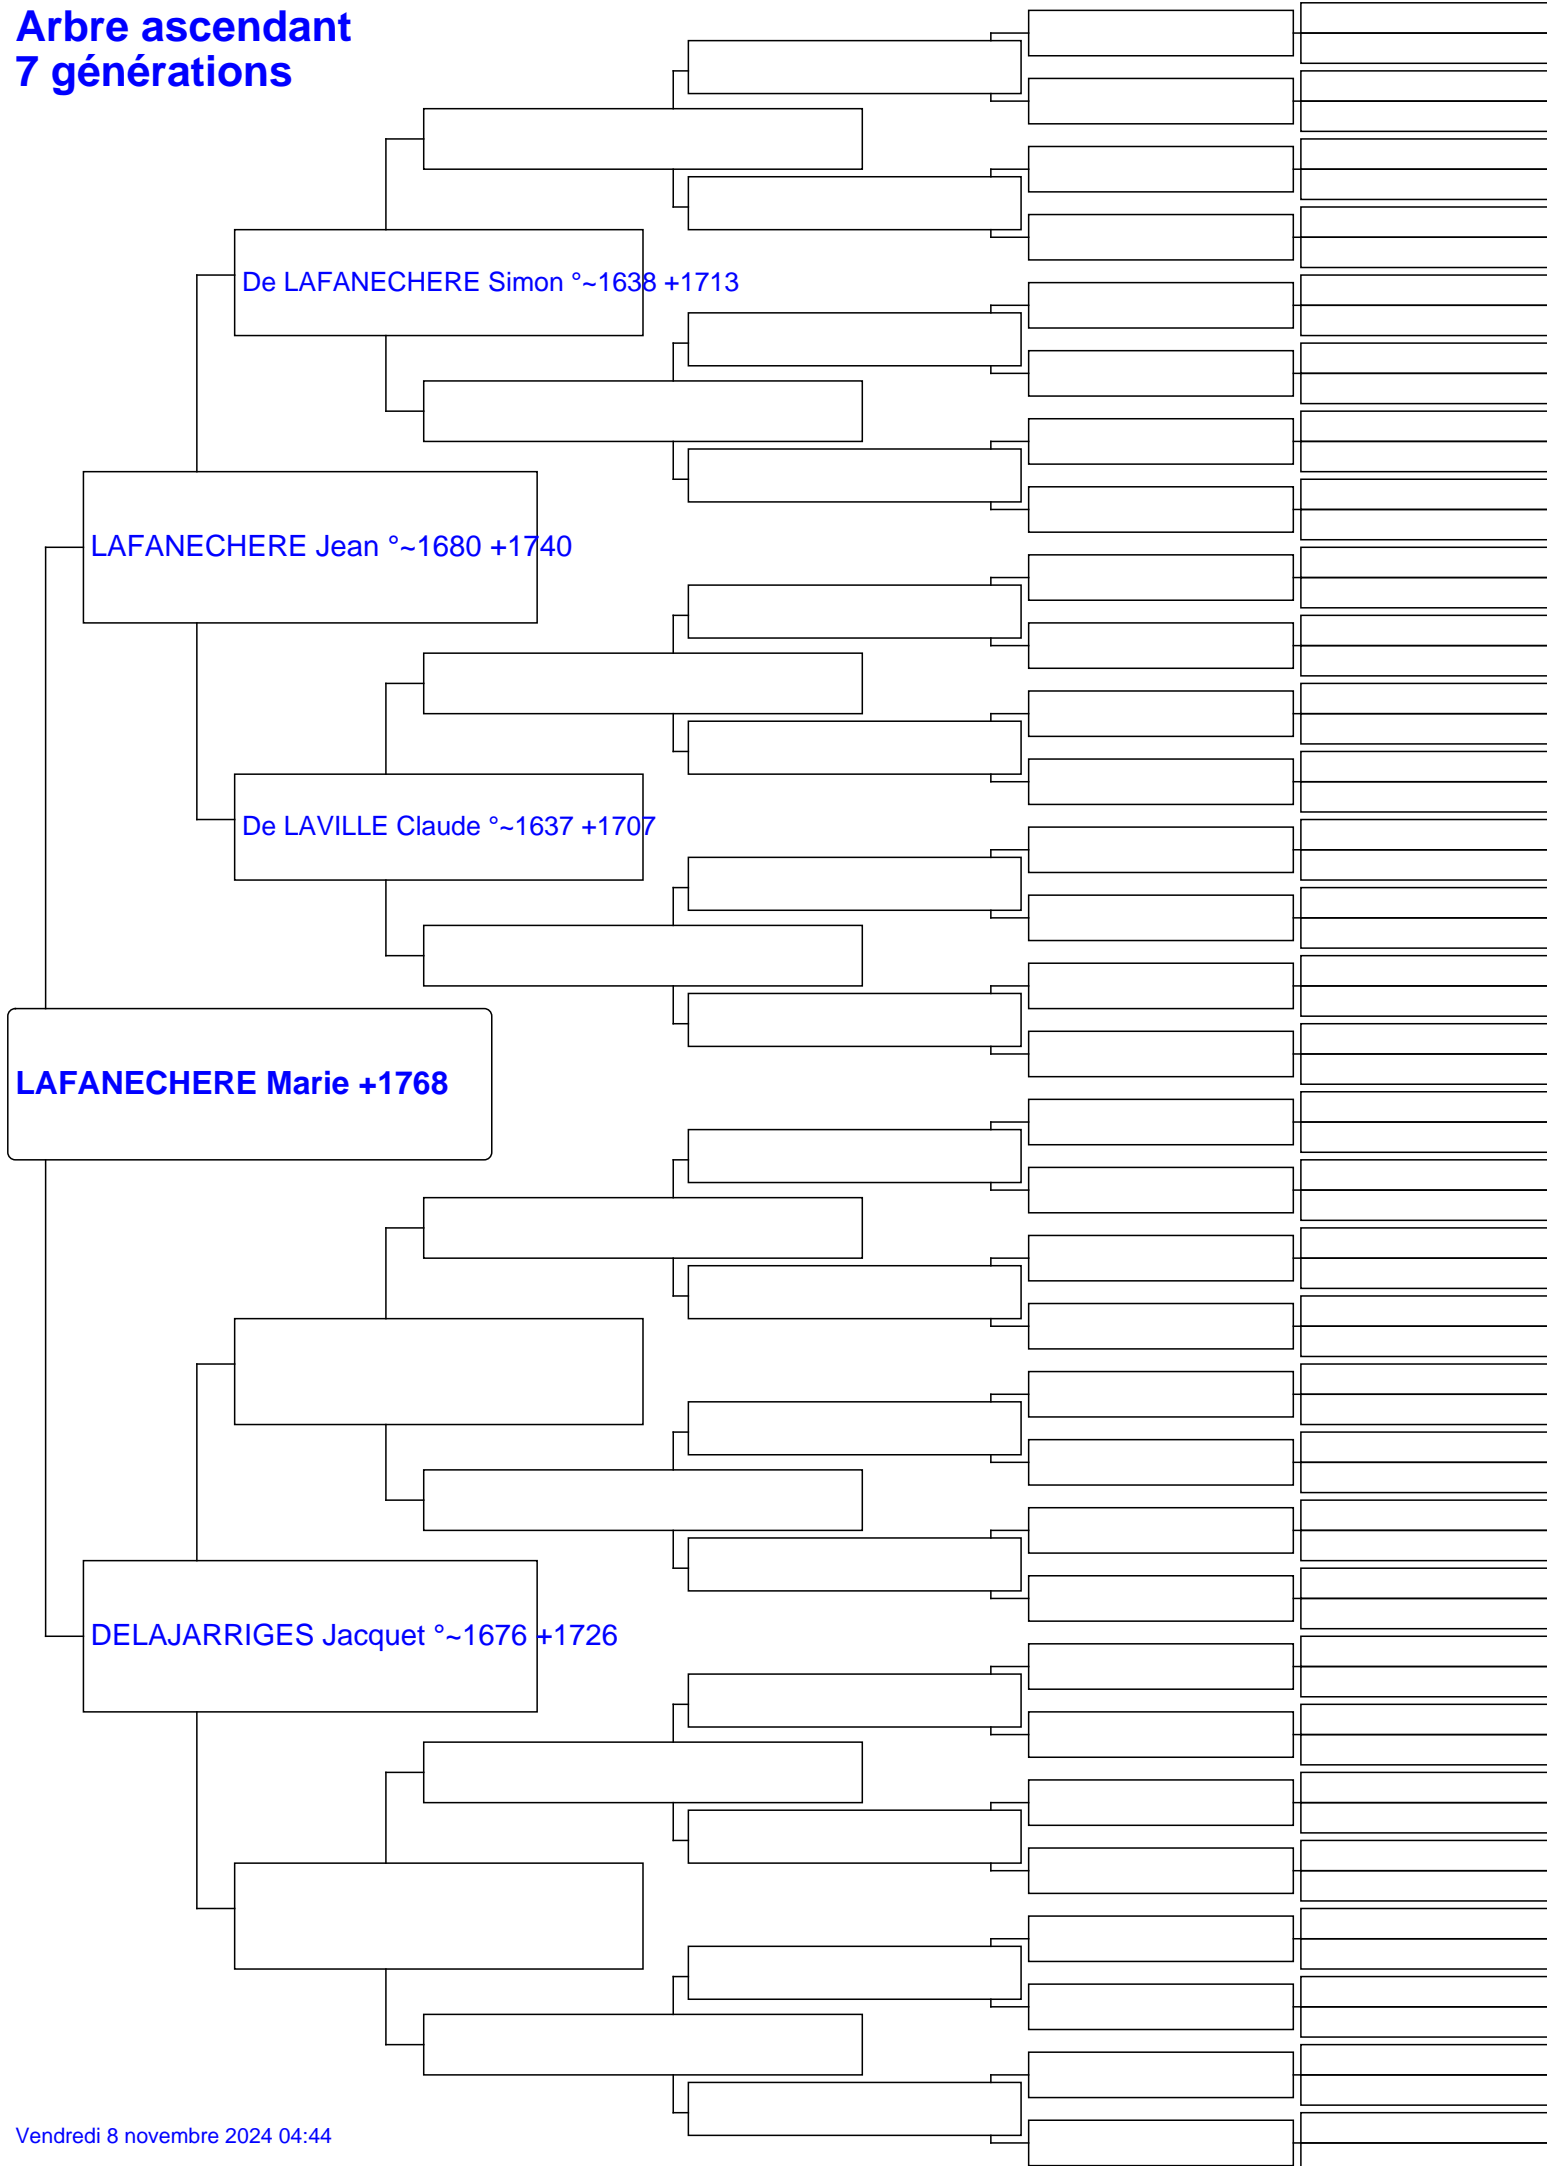 Arbre ascendant
7 générations
De LAFANECHERE Simon °~1638 +1713
LAFANECHERE Jean °~1680 +1740
De LAVILLE Claude °~1637 +1707
LAFANECHERE Marie +1768
DELAJARRIGES Jacquet °~1676 +1726
Vendredi 8 novembre 2024 04:44